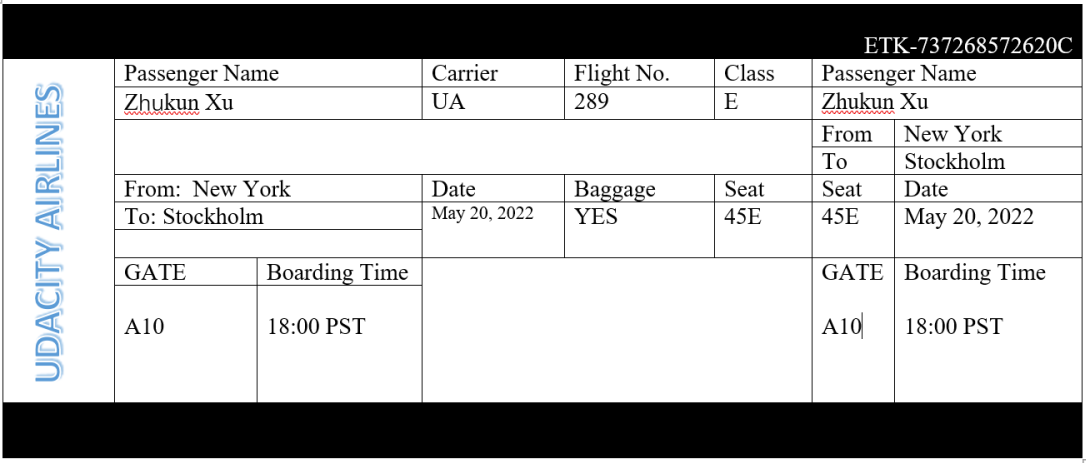 ETK-737268572620C
UDACITY AIRLINES
Passenger Name Carrier Flight No. Class Passenger Name
Zhukun Xu UA 289 E Zhukun Xu
From New York
To Stockholm
From: New York Date Baggage Seat Seat Date
To: Stockholm May 20, 2022 YES 45E 45E May 20, 2022
GATE Boarding Time GATE Boarding Time
A10 18:00 PST A10 18:00 PST